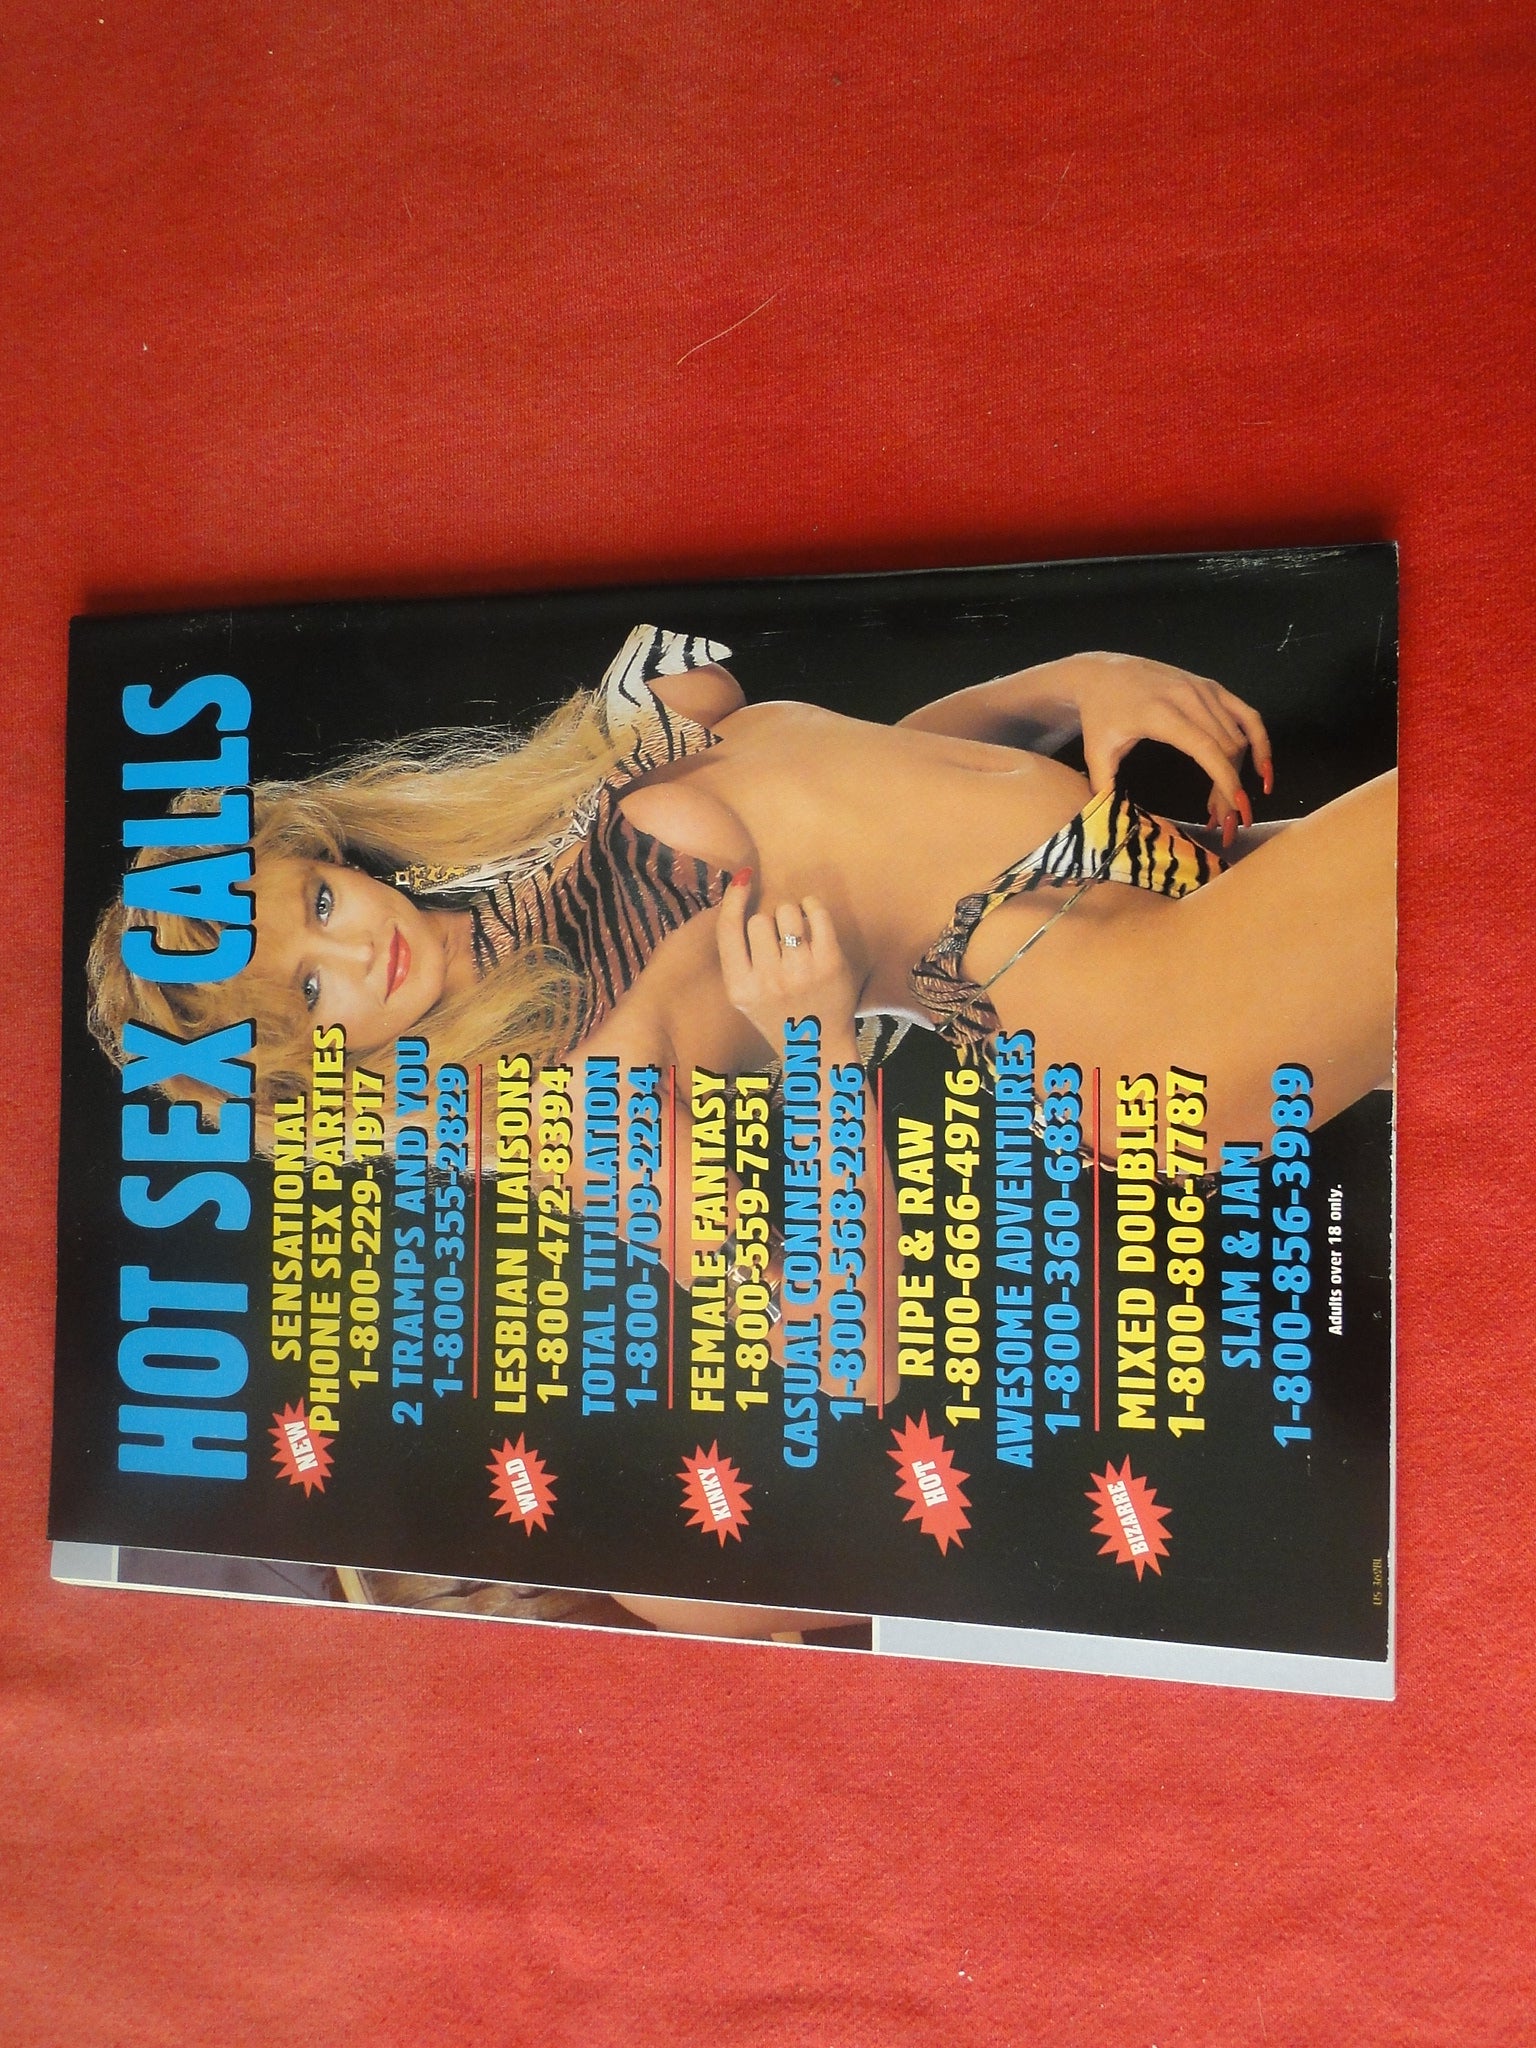 HOT SEX CALLS
NEW
SENSATIONAL
PHONE SEX PARTIES
1-800-229-1917
2 TRAMPS AND YOU
1-800-355-2829
WILD
LESBIAN LIAISONS
1-800-472-8394
TOTAL TITILLATION
1-800-709-2234
KINKY
FEMALE FANTASY
1-800-559-7551
CASUAL CONNECTIONS
1-800-568-2826
HOT
RIPE & RAW
1-800-666-4976
AWESOME ADVENTURES
1-800-360-6833
BIZARRE
MIXED DOUBLES
1-800-806-7787
SLAM & JAM
1-800-856-3989
Adults over 18 only.